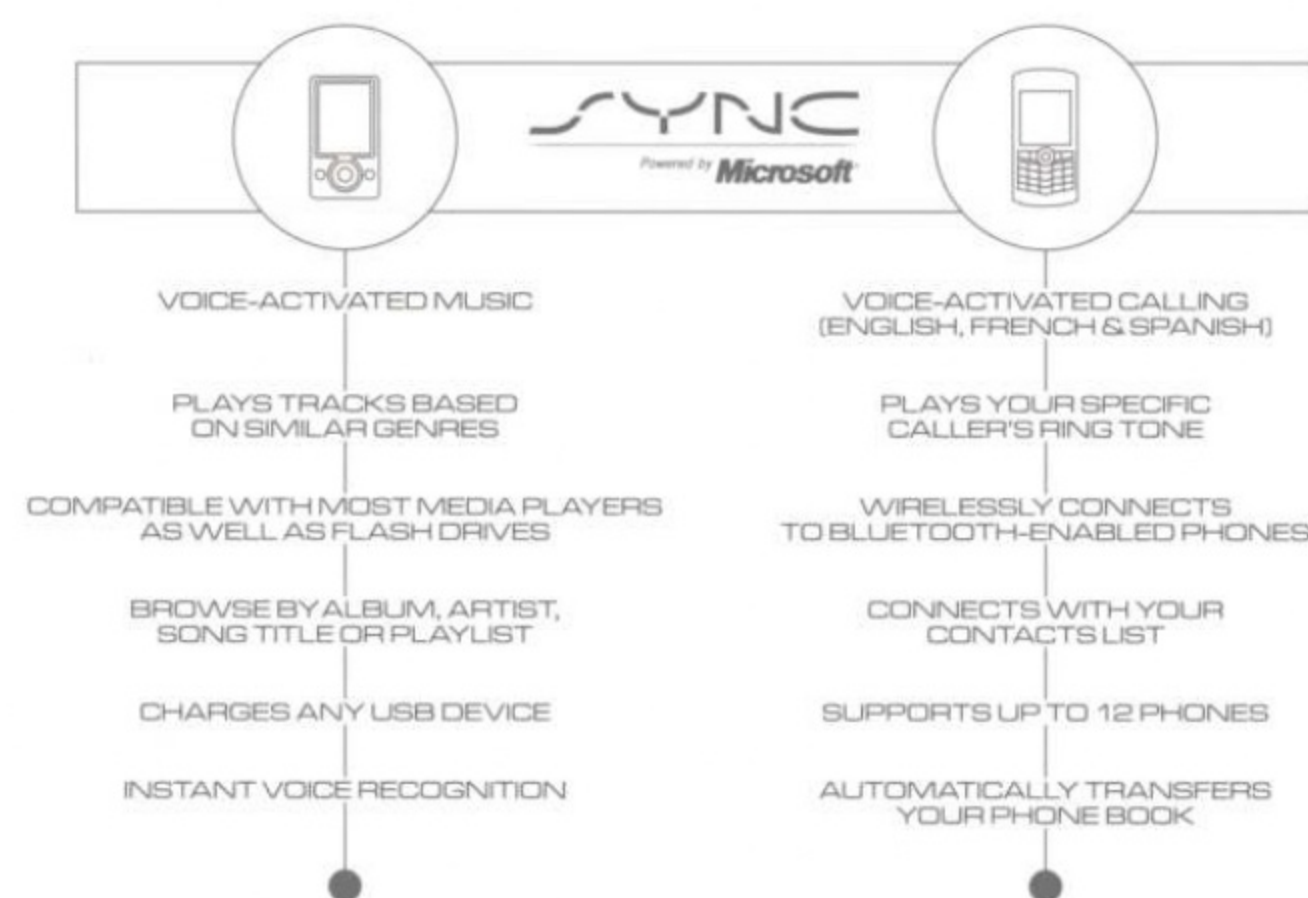 SYNC
Powered by Microsoft
VOICE-ACTIVATED MUSIC
PLAYS TRACKS BASED
ON SIMILAR GENRES
COMPATIBLE WITH MOST MEDIA PLAYERS
AS WELL AS FLASH DRIVES
BROWSE BY ALBUM, ARTIST,
SONG TITLE OR PLAYLIST
CHARGES ANY USB DEVICE
INSTANT VOICE RECOGNITION
VOICE-ACTIVATED CALLING
(ENGLISH, FRENCH & SPANISH)
PLAYS YOUR SPECIFIC
CALLER'S RING TONE
WIRELESSLY CONNECTS
TO BLUETOOTH-ENABLED PHONES
CONNECTS WITH YOUR
CONTACTS LIST
SUPPORTS UP TO 12 PHONES
AUTOMATICALLY TRANSFERS
YOUR PHONE BOOK